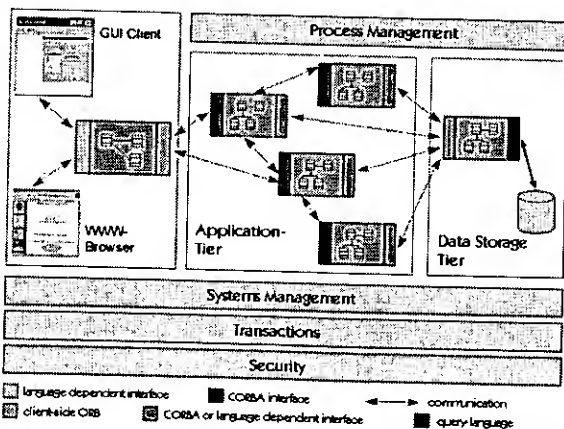 GUI Client
Process Management
WWW-
Browser
Application-
Tier
Data Storage
Tier
Systems Management
Transactions
Security
language dependent interface
CORBA interface
communication
client-side ORB
CORBA or language dependent interface
query language